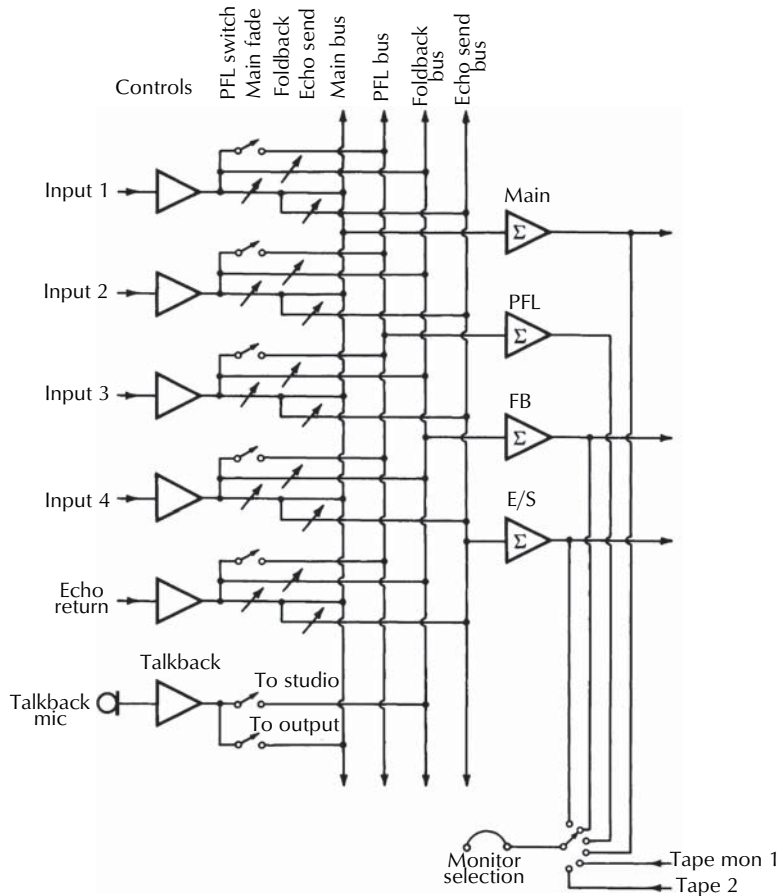 Controls
PFL switch
Main fade
Foldback
Echo send
Main bus
PFL bus
Foldback
bus
Echo send
bus
Input 1
Main
Σ
Input 2
PFL
Σ
Input 3
FB
Σ
Input 4
E/S
Σ
Echo
return
Talkback
To studio
Talkback
mic
To output
Monitor
selection
Tape mon 1
Tape 2